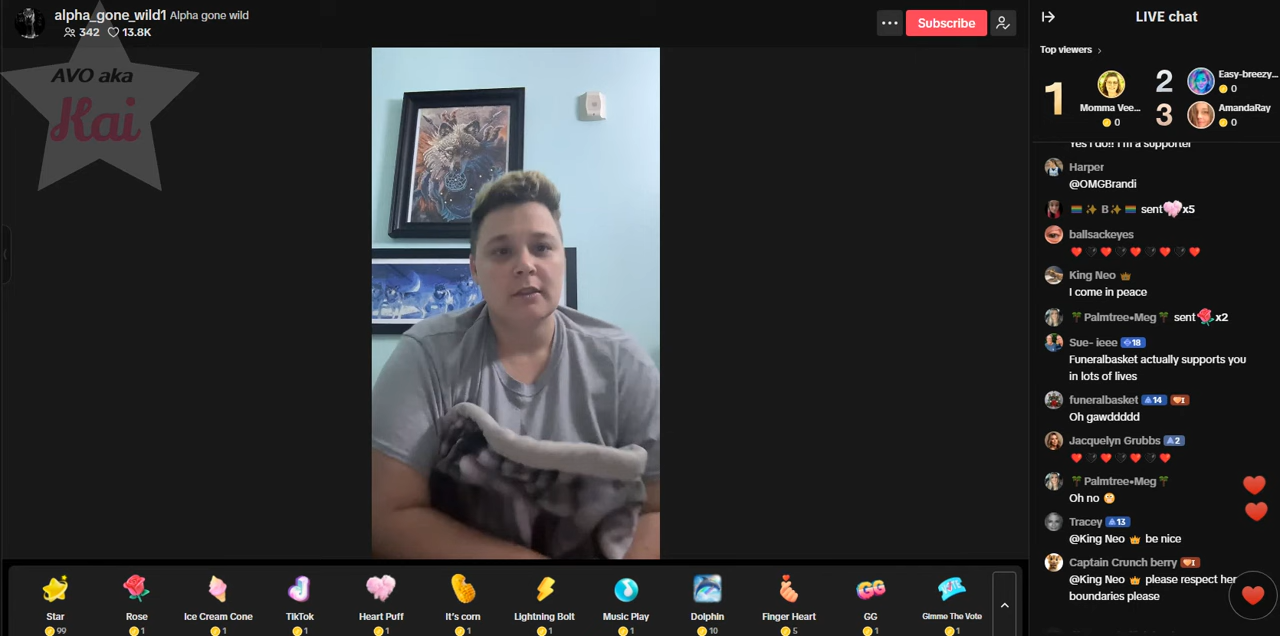 alpha_gone_wild1 Alpha gone wild
342 13.8K
AVO aka
Kai
Subscribe
LIVE chat
Top viewers >
1 Momma Vee... 0
2 Easy-breezy... 0
3 AmandaRay 0
Yes I do!! I'm a supporter
Harper
@OMGBrandi
B sent x5
ballsackeyes
King Neo
I come in peace
Palmtree•Meg sent x2
Sue- ieee 18
Funeralbasket actually supports you
in lots of lives
funeralbasket 14 I
Oh gawddddd
Jacquelyn Grubbs 2
Palmtree•Meg
Oh no
Tracey 13
@King Neo be nice
Captain Crunch berry I
@King Neo please respect her
boundaries please
Star Rose Ice Cream Cone TikTok Heart Puff It's corn Lightning Bolt Music Play Dolphin Finger Heart GG Gimme The Vote
99 1 1 1 1 1 1 1 10 5 1 1